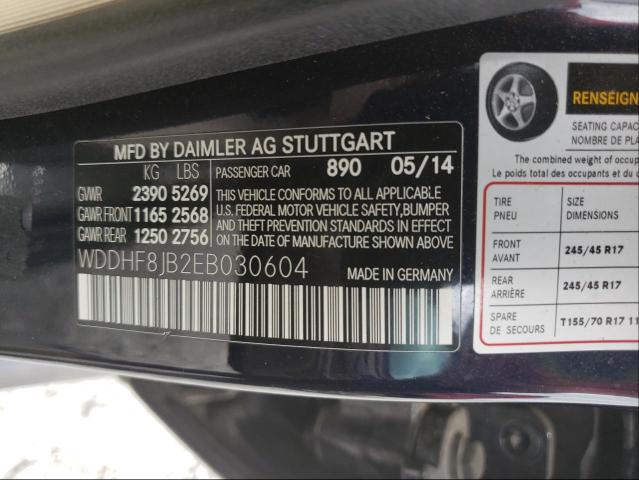 MFD BY DAIMLER AG STUTTGART
KG LBS PASSENGER CAR 890 05/14
GVWR 2390 5269
GAWR FRONT 1165 2568
GAWR REAR 1250 2756
THIS VEHICLE CONFORMS TO ALL APPLICABLE
U.S. FEDERAL MOTOR VEHICLE SAFETY, BUMPER
AND THEFT PREVENTION STANDARDS IN EFFECT ON
DATE OF MANUFACTURE SHOWN ABOVE.
WDDHF8JB2EB030604 MADE IN GERMANY
RENSEIGN
SEATING CAPAC
NOMBRE DE PLA
The combined weight of occupants
Le poids total des occupants et du c
TIRE SIZE
PNEU DIMENSIONS
FRONT
AVANT 245/45 R17
REAR
ARRIÈRE 245/45 R17
SPARE
DE SECOURS T155/70 R17 11